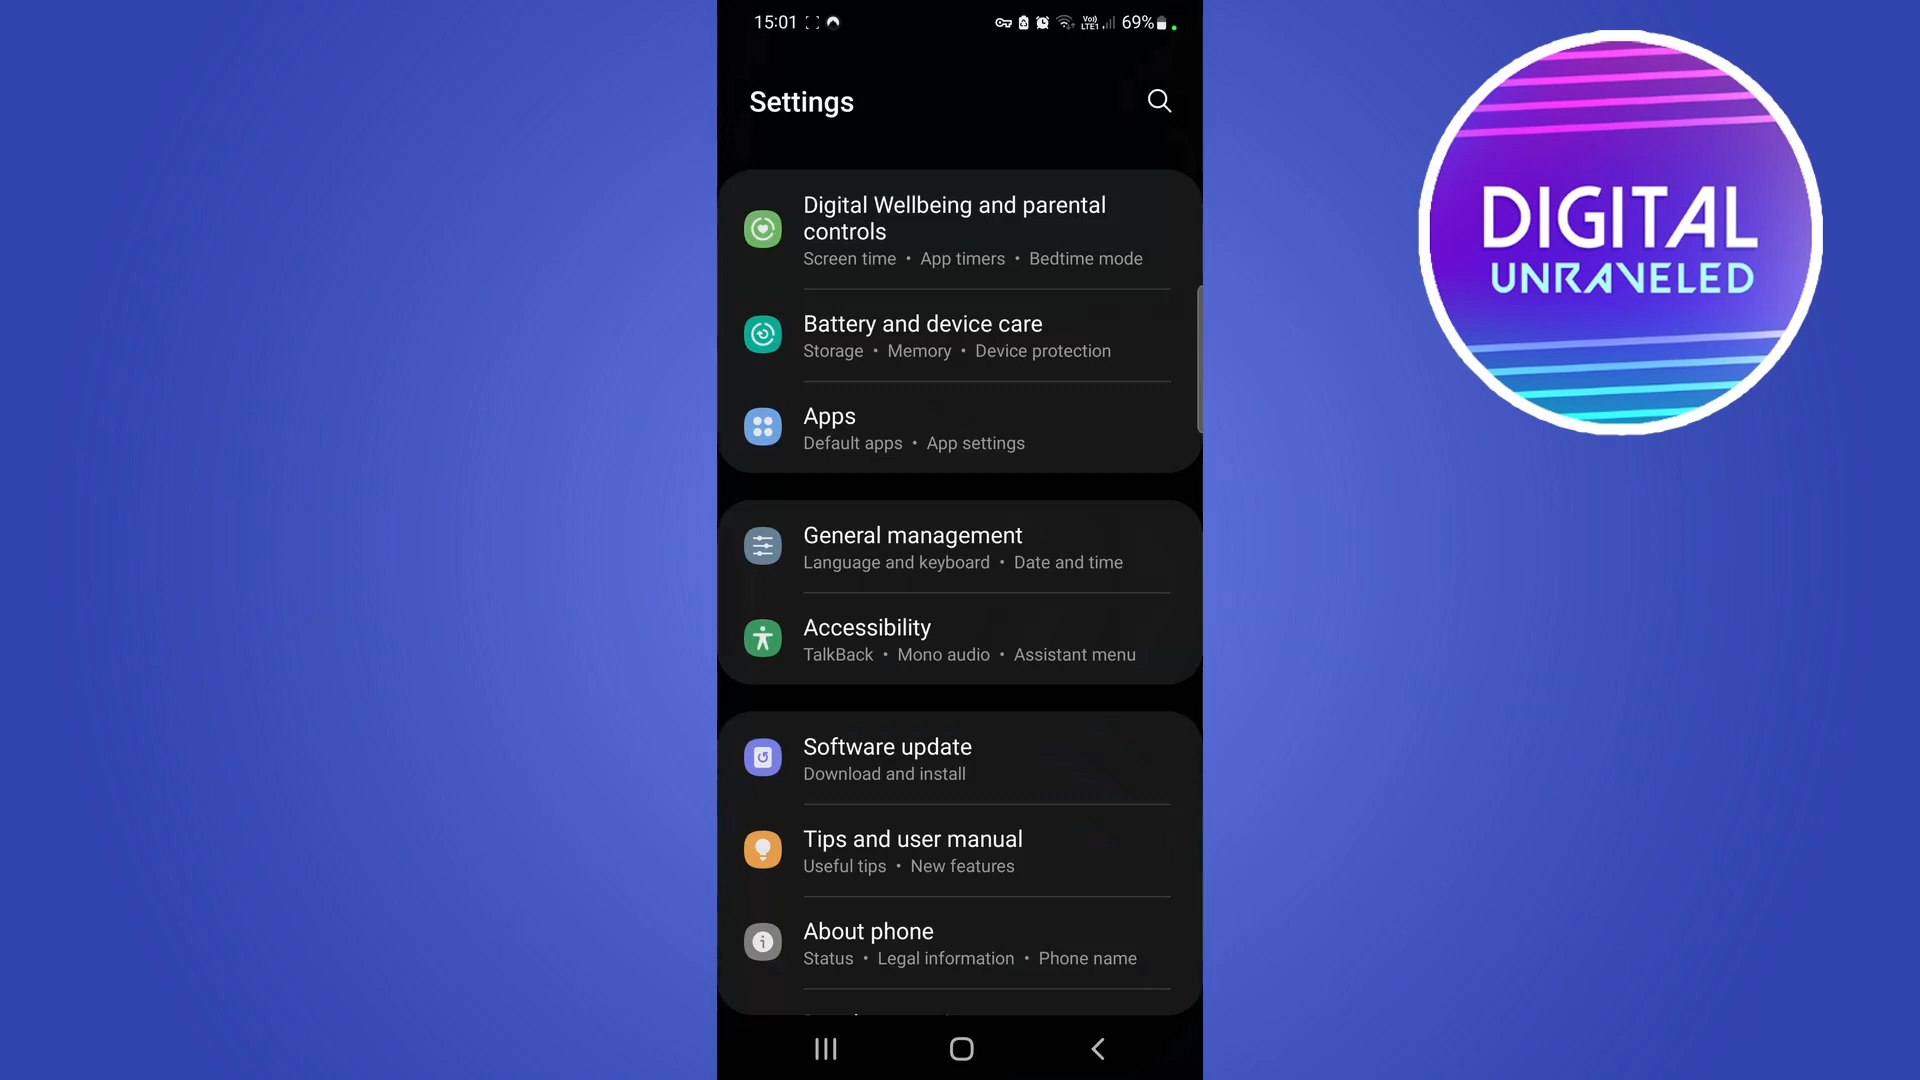 15:01
Vo)) LTE1 69%
Settings
Digital Wellbeing and parental
controls
Screen time • App timers • Bedtime mode
Battery and device care
Storage • Memory • Device protection
Apps
Default apps • App settings
General management
Language and keyboard • Date and time
Accessibility
TalkBack • Mono audio • Assistant menu
Software update
Download and install
Tips and user manual
Useful tips • New features
About phone
Status • Legal information • Phone name
DIGITAL
UNRAVELED